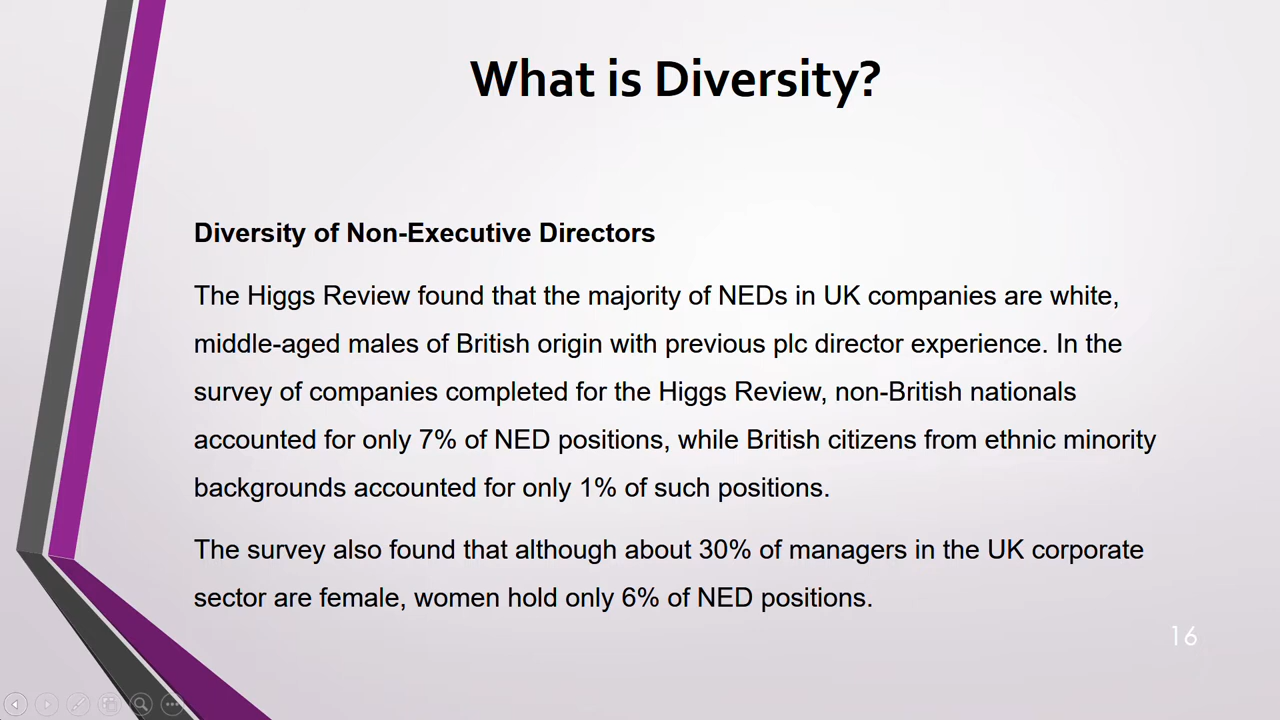 What is Diversity?
Diversity of Non-Executive Directors
The Higgs Review found that the majority of NEDs in UK companies are white,
middle-aged males of British origin with previous plc director experience. In the
survey of companies completed for the Higgs Review, non-British nationals
accounted for only 7% of NED positions, while British citizens from ethnic minority
backgrounds accounted for only 1% of such positions.
The survey also found that although about 30% of managers in the UK corporate
sector are female, women hold only 6% of NED positions.
16